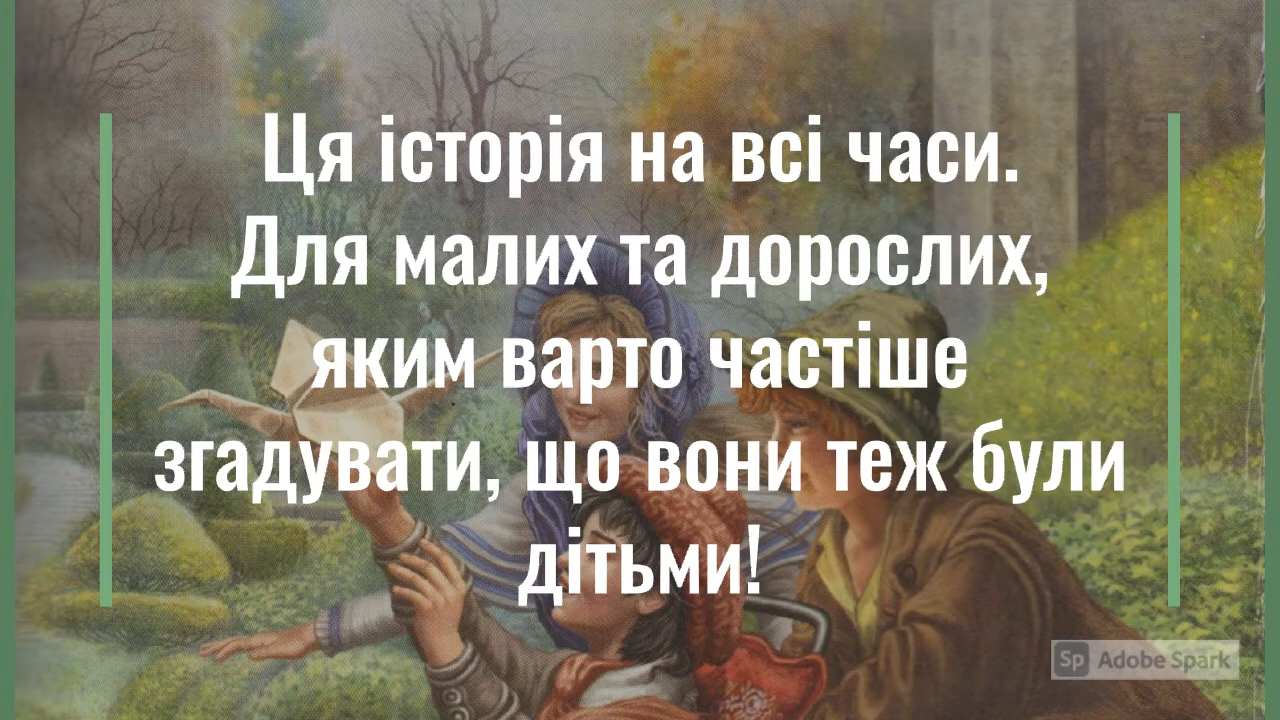 Ця історія на всі часи.
Для малих та дорослих,
яким варто частіше
згадувати, що вони теж були
дітьми!
Sp Adobe Spark